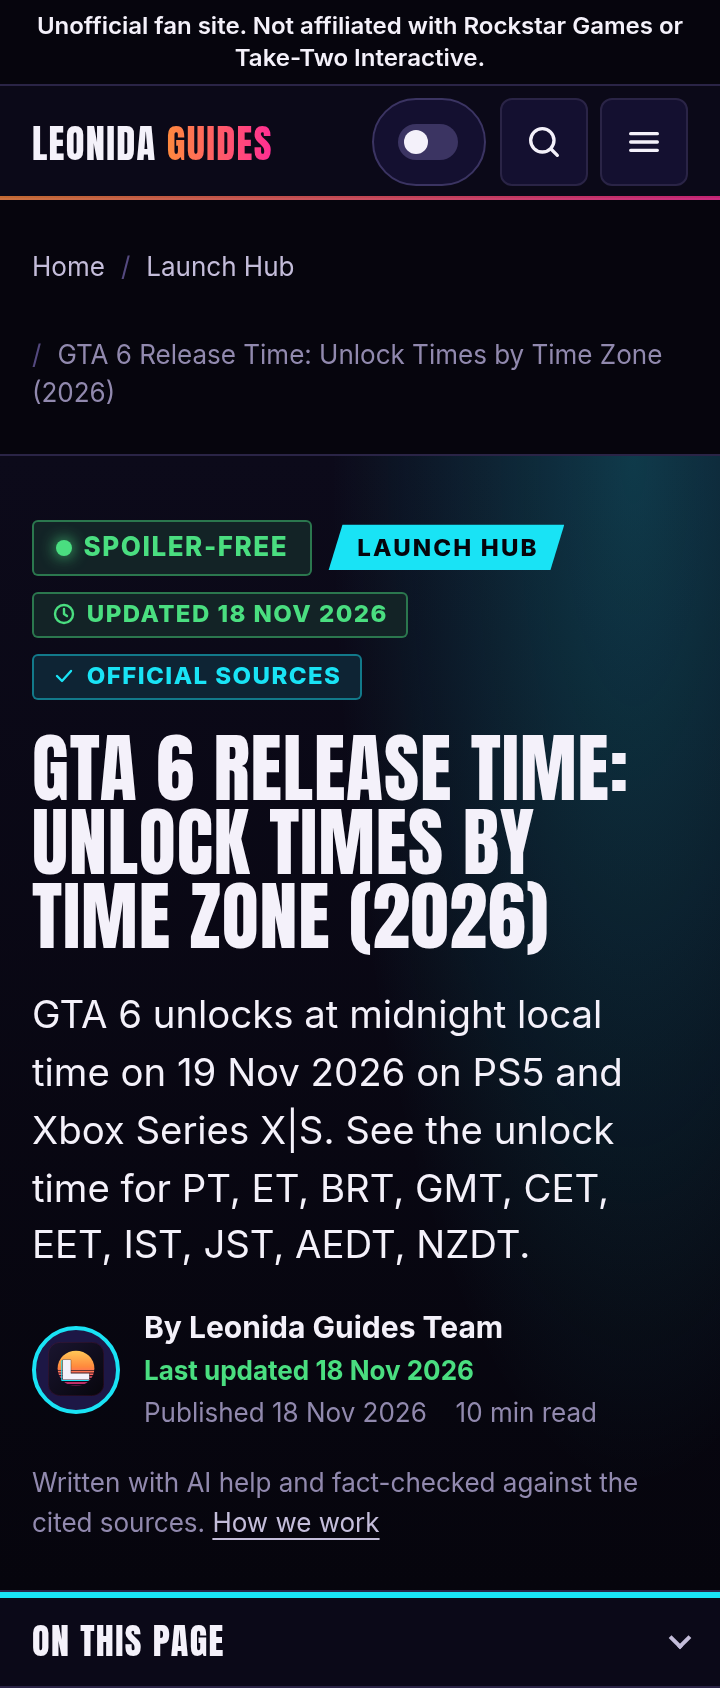 Unofficial fan site. Not affiliated with Rockstar Games or
Take-Two Interactive.
LEONIDA GUIDES
Home / Launch Hub
/ GTA 6 Release Time: Unlock Times by Time Zone
(2026)
SPOILER-FREE
LAUNCH HUB
UPDATED 18 NOV 2026
OFFICIAL SOURCES
GTA 6 RELEASE TIME:
UNLOCK TIMES BY
TIME ZONE (2026)
GTA 6 unlocks at midnight local
time on 19 Nov 2026 on PS5 and
Xbox Series X|S. See the unlock
time for PT, ET, BRT, GMT, CET,
EET, IST, JST, AEDT, NZDT.
By Leonida Guides Team
Last updated 18 Nov 2026
Published 18 Nov 2026 10 min read
Written with AI help and fact-checked against the
cited sources. How we work
ON THIS PAGE